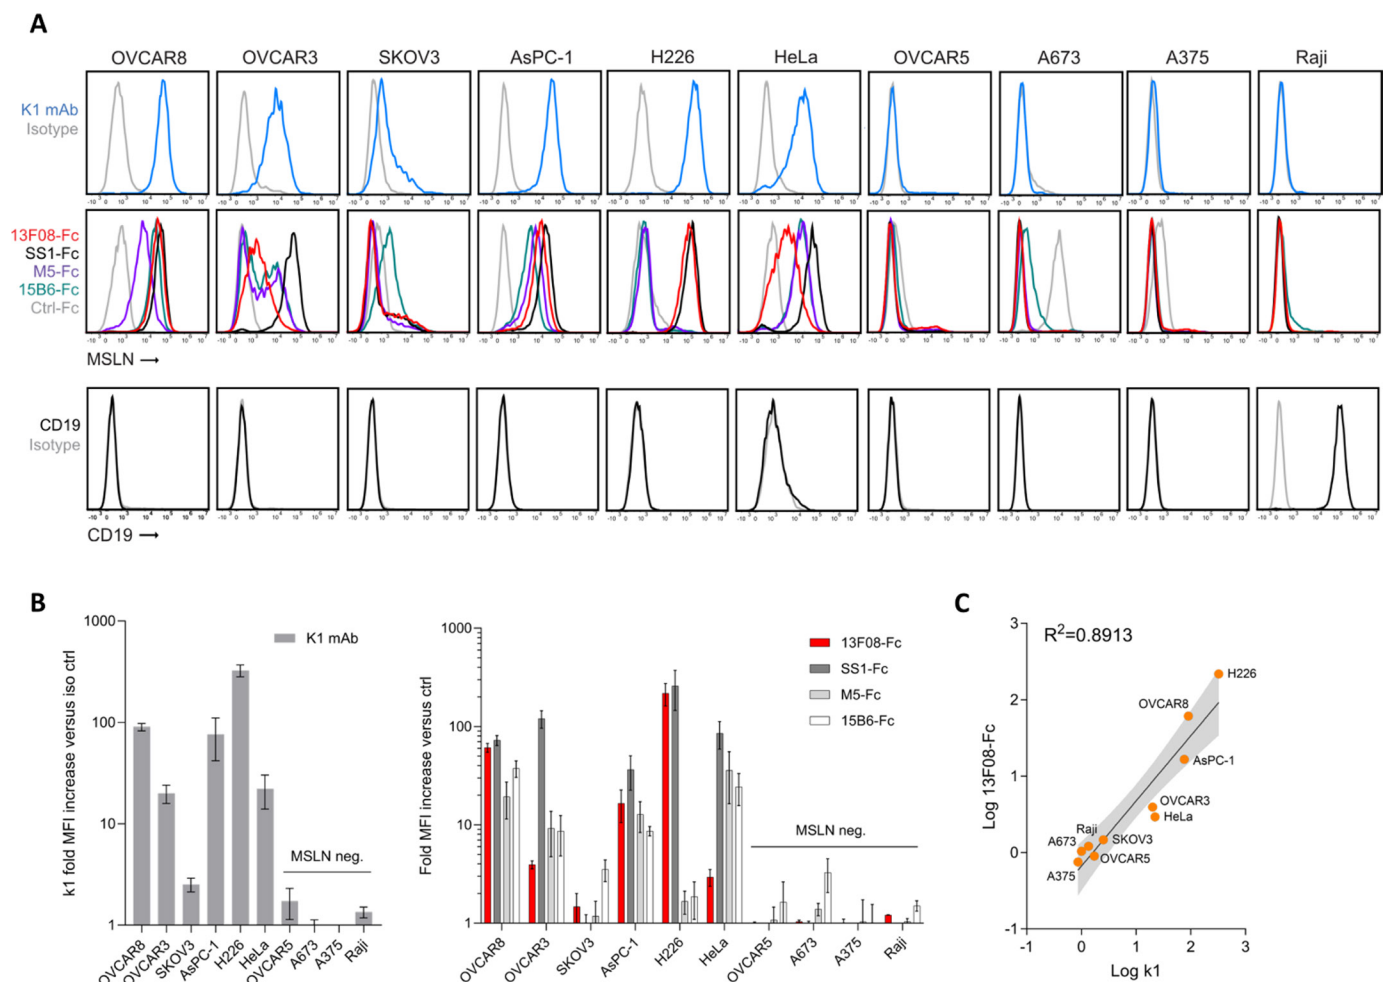 A
OVCAR8 OVCAR3 SKOV3 AsPC-1 H226 HeLa OVCAR5 A673 A375 Raji
K1 mAb
Isotype
13F08-Fc
SS1-Fc
M5-Fc
15B6-Fc
Ctrl-Fc
MSLN →
CD19
Isotype
CD19 →
B
k1 fold MFI increase versus iso ctrl
1000
100
10
1
K1 mAb
MSLN neg.
OVCAR8 OVCAR3 SKOV3 AsPC-1 H226 HeLa OVCAR5 A673 A375 Raji
Fold MFI increase versus ctrl
1000
100
10
1
13F08-Fc
SS1-Fc
M5-Fc
15B6-Fc
MSLN neg.
OVCAR8 OVCAR3 SKOV3 AsPC-1 H226 HeLa OVCAR5 A673 A375 Raji
C
R²=0.8913
Log 13F08-Fc
3
2
1
0
-1
H226
OVCAR8
AsPC-1
OVCAR3
HeLa
Raji
A673
SKOV3
OVCAR5
A375
-1 0 1 2 3
Log k1